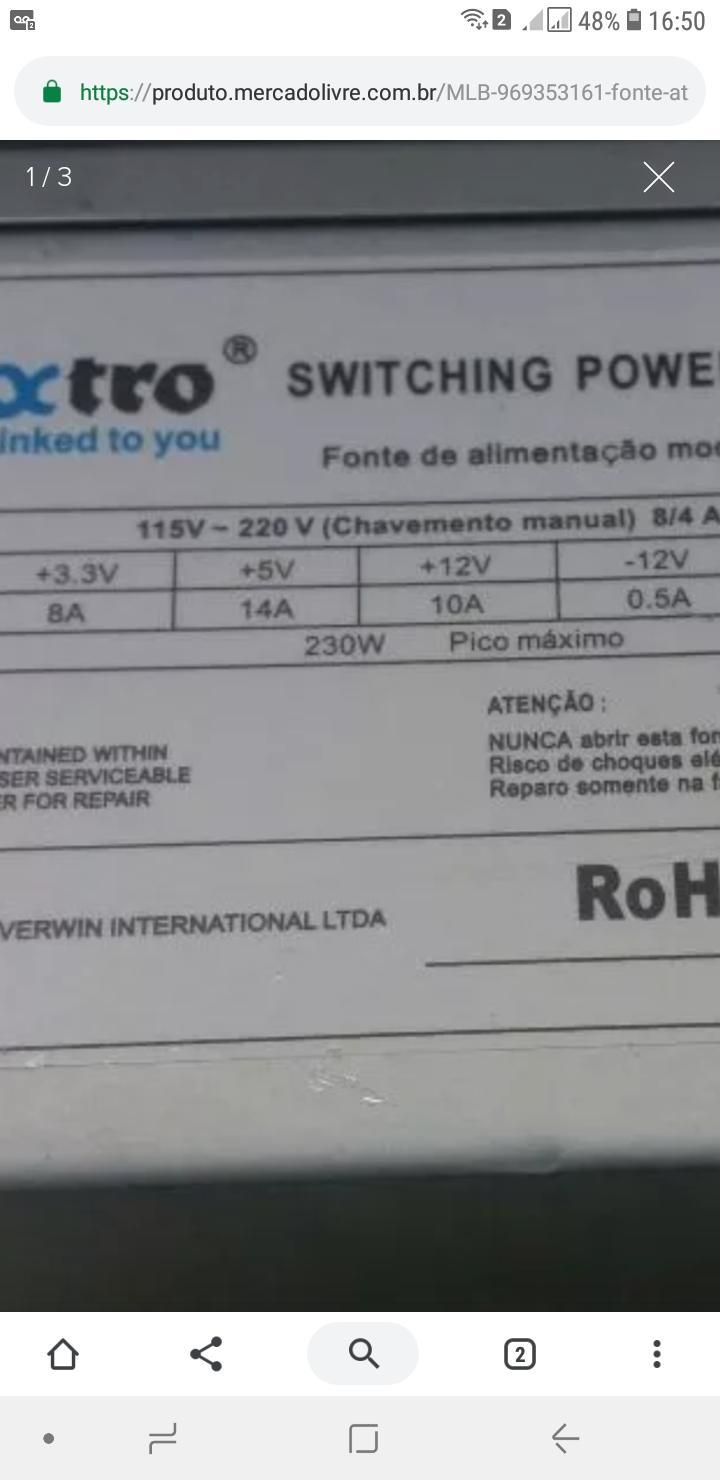 2 48% 16:50
https://produto.mercadolivre.com.br/MLB-969353161-fonte-at
1 / 3
xtro® SWITCHING POWE
inked to you
Fonte de alimentação mo
115V ~ 220 V (Chavemento manual) 8/4 A
+3.3V +5V +12V -12V
8A 14A 10A 0.5A
230W Pico máximo
ATENÇÃO :
NTAINED WITHIN
SER SERVICEABLE
R FOR REPAIR
NUNCA abrir esta fon
Risco de choques elé
Reparo somente na f
VERWIN INTERNATIONAL LTDA
RoH
2